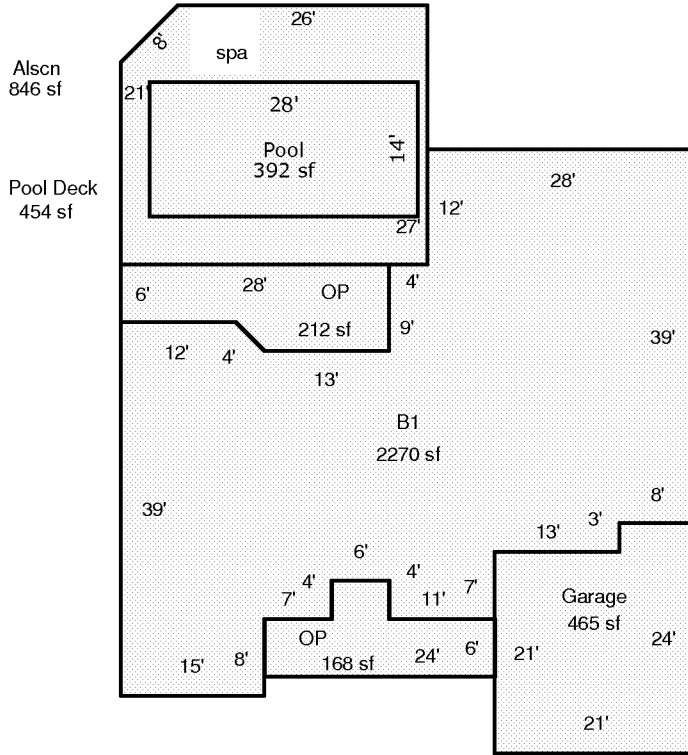 26'
8'
spa
Alscn
846 sf
21'
28'
14'
Pool
392 sf
Pool Deck
454 sf
28'
12'
27'
6'
28'
OP
4'
212 sf
9'
39'
12'
4'
13'
B1
2270 sf
39'
8'
3'
13'
6'
4'
4'
7'
7'
11'
Garage
465 sf
OP
168 sf
24'
6'
21'
24'
15'
8'
21'